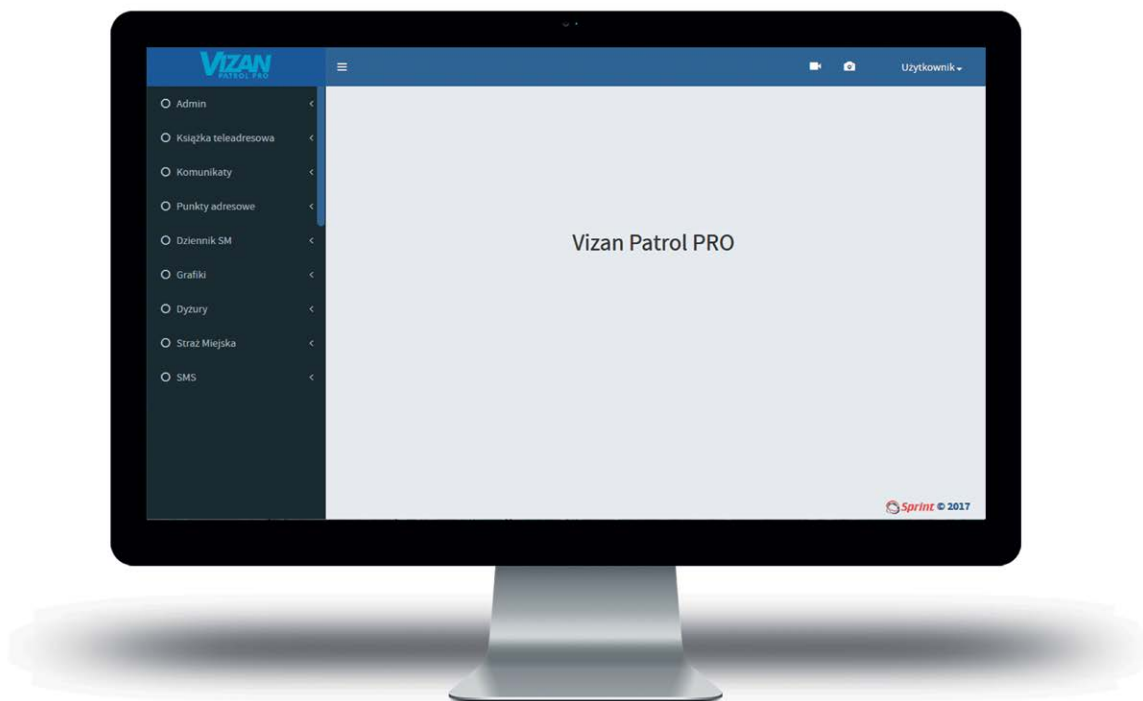 VIZAN
PATROL PRO
Użytkownik
Admin
Książka teleadresowa
Komunikaty
Punkty adresowe
Dziennik SM
Grafiki
Dyżury
Straż Miejska
SMS
Vizan Patrol PRO
Sprint © 2017